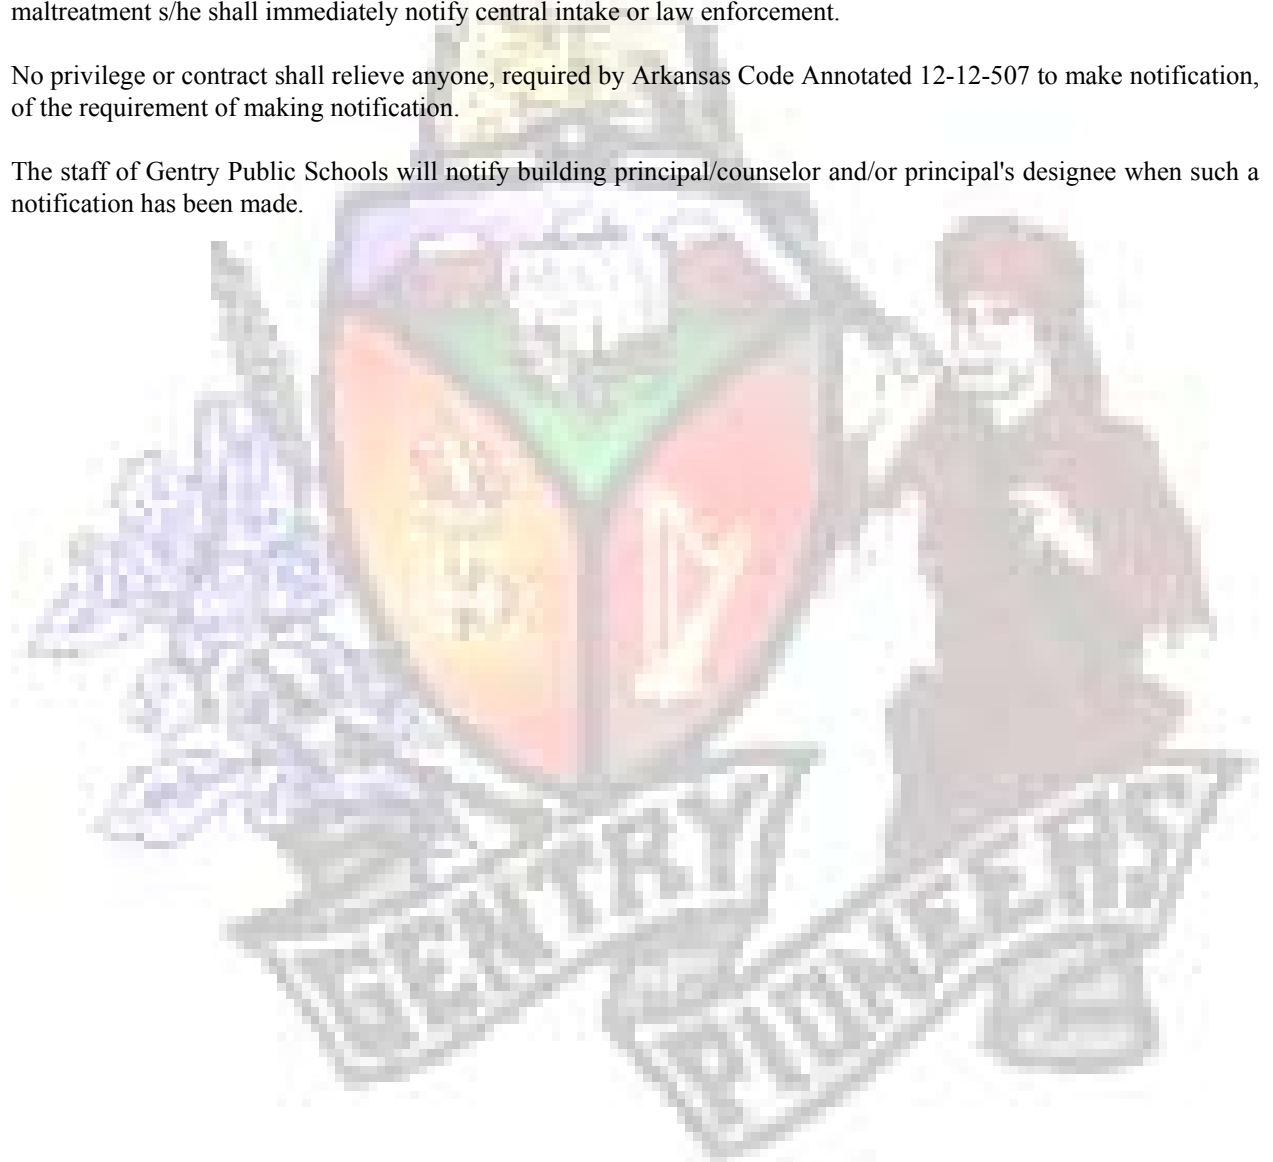 maltreatment s/he shall immediately notify central intake or law enforcement.
No privilege or contract shall relieve anyone, required by Arkansas Code Annotated 12-12-507 to make notification,
of the requirement of making notification.
The staff of Gentry Public Schools will notify building principal/counselor and/or principal's designee when such a
notification has been made.
GENTRY
PIONEERS